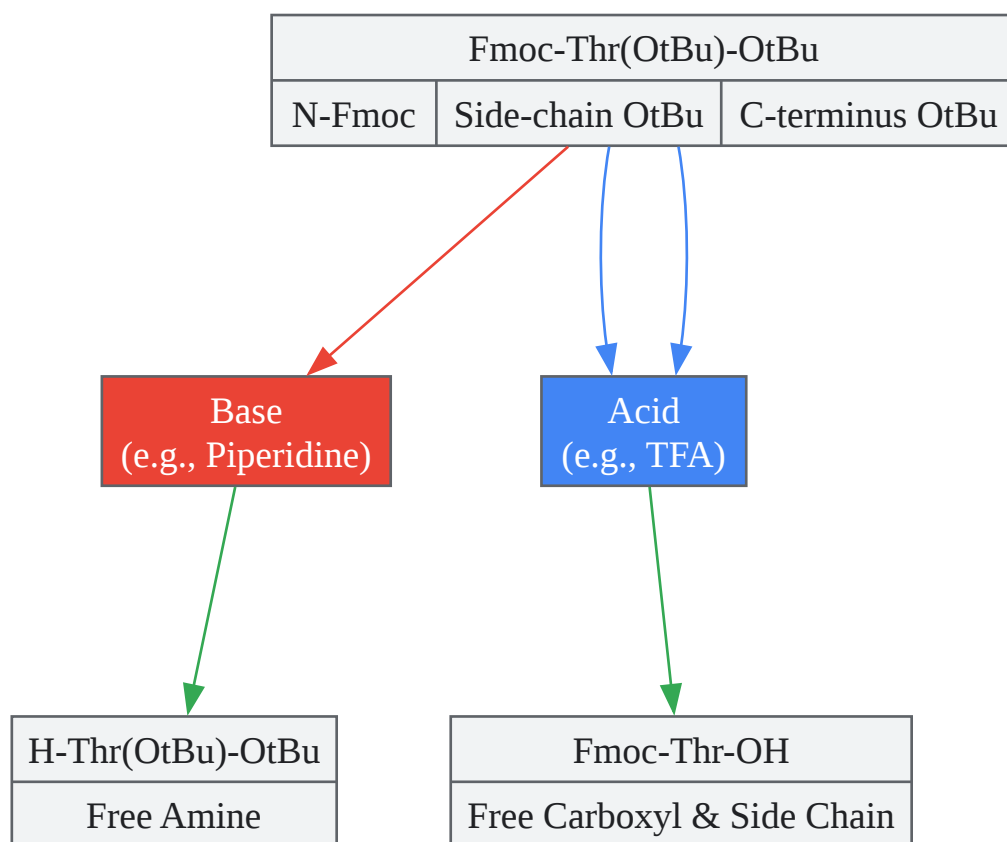 Fmoc-Thr(OtBu)-OtBu
N-Fmoc
Side-chain OtBu
C-terminus OtBu
Base
(e.g., Piperidine)
Acid
(e.g., TFA)
H-Thr(OtBu)-OtBu
Free Amine
Fmoc-Thr-OH
Free Carboxyl & Side Chain